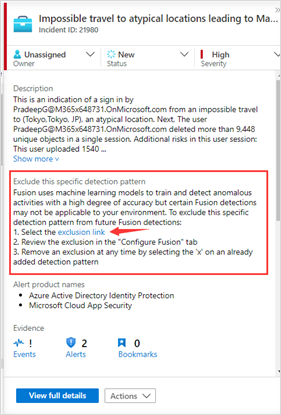 Impossible travel to atypical locations leading to Ma...
Incident ID: 21980
Unassigned
Owner
New
Status
High
Severity
Description
This is an indication of a sign in by
PradeepG@M365x648731.OnMicrosoft.com from an impossible travel
to (Tokyo,Tokyo. JP), an atypical location. Next, The user
PradeepG@M365x648731.OnMicrosoft.com deleted more than 9,448
unique objects in a single session. Additional risks in this user session:
This user uploaded 1540 ...
Show more
Exclude this specific detection pattern
Fusion uses machine learning models to train and detect anomalous
activities with a high degree of accuracy but certain Fusion detections
may not be applicable to your environment. To exclude this specific
detection pattern from future Fusion detections:
1. Select the exclusion link
2. Review the exclusion in the "Configure Fusion" tab
3. Remove an exclusion at any time by selecting the 'x' on an already
added detection pattern
Alert product names
• Azure Active Directory Identity Protection
• Microsoft Cloud App Security
Evidence
! 2 0
Events Alerts Bookmarks
View full details Actions